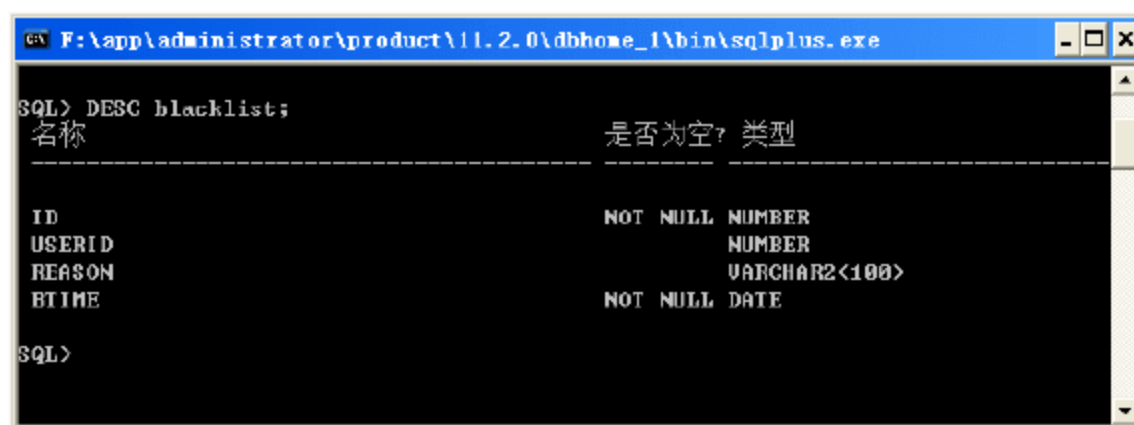 F:\app\administrator\product\11.2.0\dbhome_1\bin\sqlplus.exe
SQL> DESC blacklist;
名称 是否为空? 类型
----------------------------------------- -------- ----------------------------
ID NOT NULL NUMBER
USERID NUMBER
REASON VARCHAR2(100)
BTIME NOT NULL DATE
SQL>